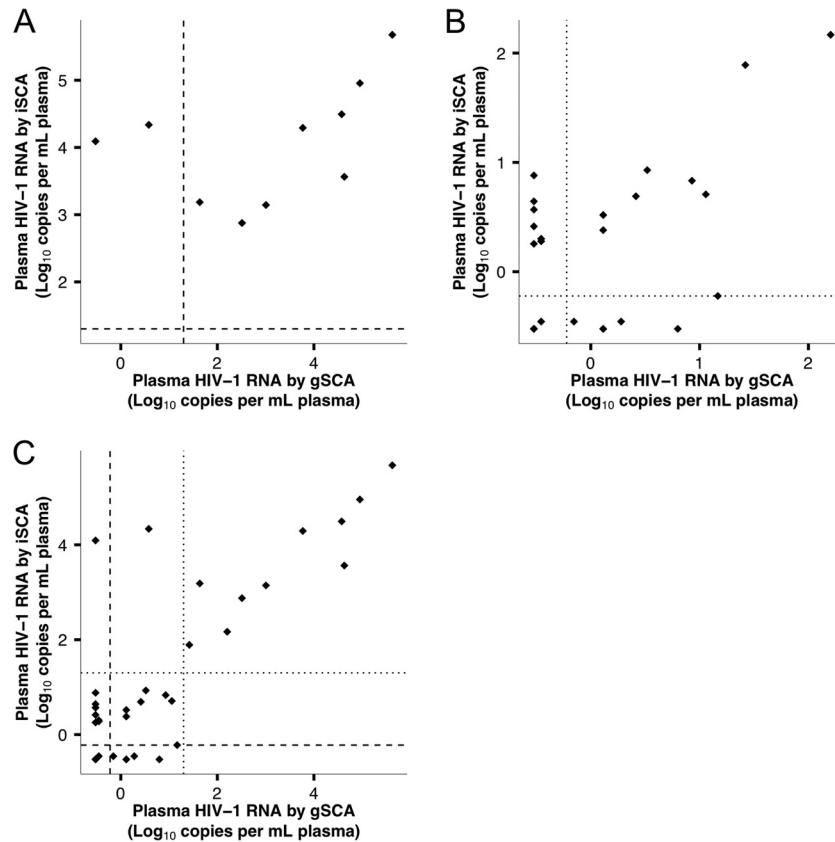 A
Plasma HIV−1 RNA by iSCA
(Log10 copies per mL plasma)
5
4
3
2
0
2
4
Plasma HIV−1 RNA by gSCA
(Log10 copies per mL plasma)
B
Plasma HIV−1 RNA by iSCA
(Log10 copies per mL plasma)
2
1
0
0
1
2
Plasma HIV−1 RNA by gSCA
(Log10 copies per mL plasma)
C
Plasma HIV−1 RNA by iSCA
(Log10 copies per mL plasma)
4
2
0
0
2
4
Plasma HIV−1 RNA by gSCA
(Log10 copies per mL plasma)